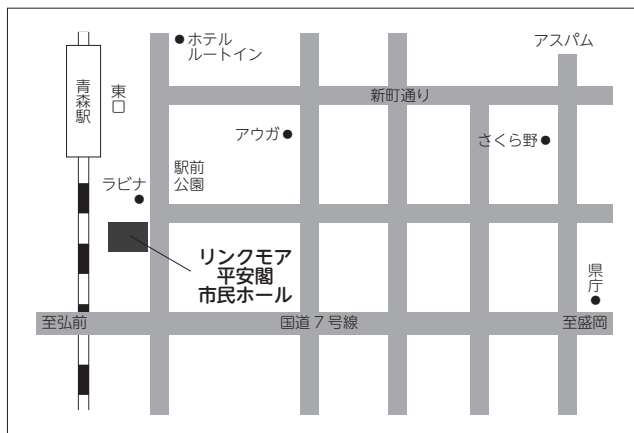 ホテル
ルートイン
アスパム
青森駅
東口
新町通り
アウガ
さくら野
駅前
公園
ラビナ
リンクモア
平安閣
市民ホール
県庁
至弘前
国道7号線
至盛岡